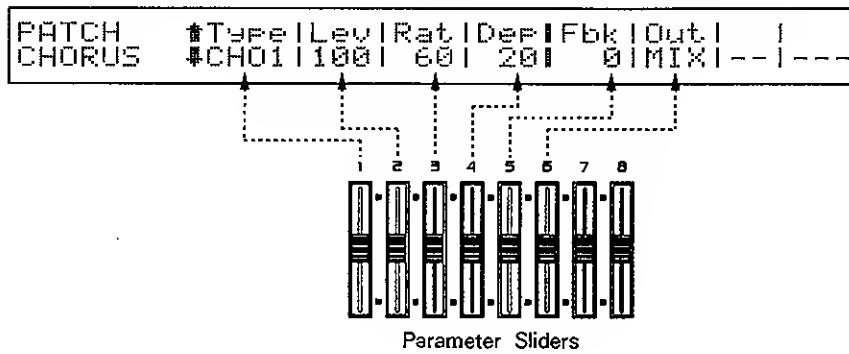 PATCH ⬆Type|Lev|Rat|Dep|Fbk|Out| |
CHORUS ⬇CHO1|100| 60| 20| 0|MIX|--|---
1 2 3 4 5 6 7 8
Parameter Sliders